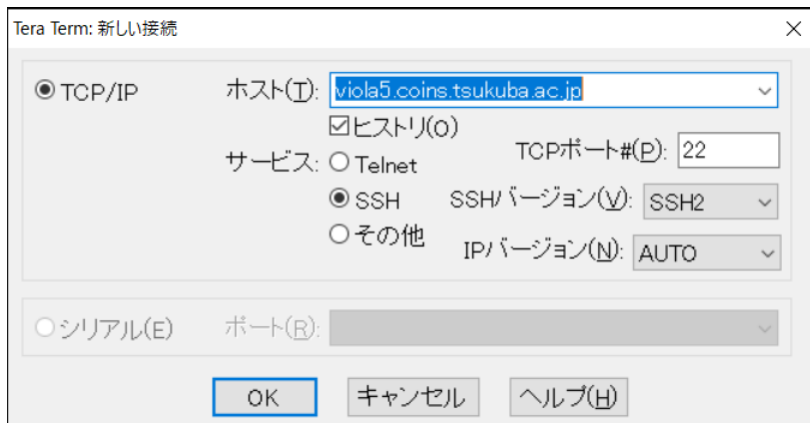 Tera Term: 新しい接続
TCP/IP ホスト(T): viola5.coins.tsukuba.ac.jp
ヒストリ(O)
サービス: Telnet TCPポート#(P): 22
SSH SSHバージョン(V): SSH2
その他 IPバージョン(N): AUTO
シリアル(E) ポート(R):
OK キャンセル ヘルプ(H)